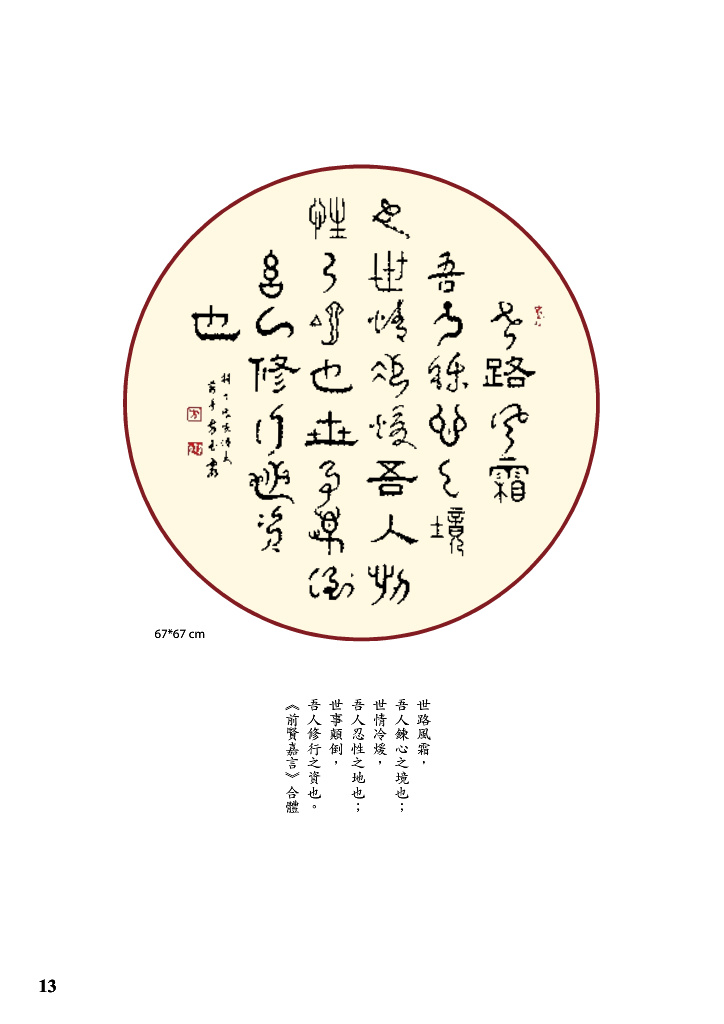 世路風霜
吾人鍊心之境
也世情冷煖吾人忍
性之地也世事顛倒
吾人修行之資
也
67*67 cm
世路風霜，
吾人鍊心之境也；
世情冷煖，
吾人忍性之地也；
世事顛倒，
吾人修行之資也。
《前賢嘉言》合體
13